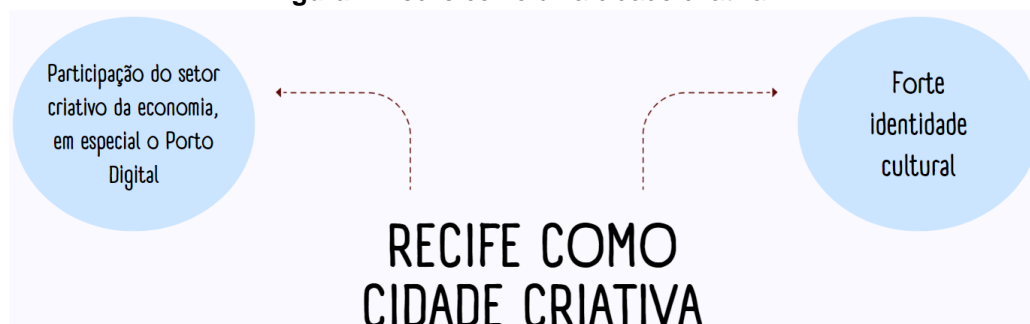 Participação do setor
criativo da economia,
em especial o Porto
Digital
Forte
identidade
cultural
RECIFE COMO
CIDADE CRIATIVA